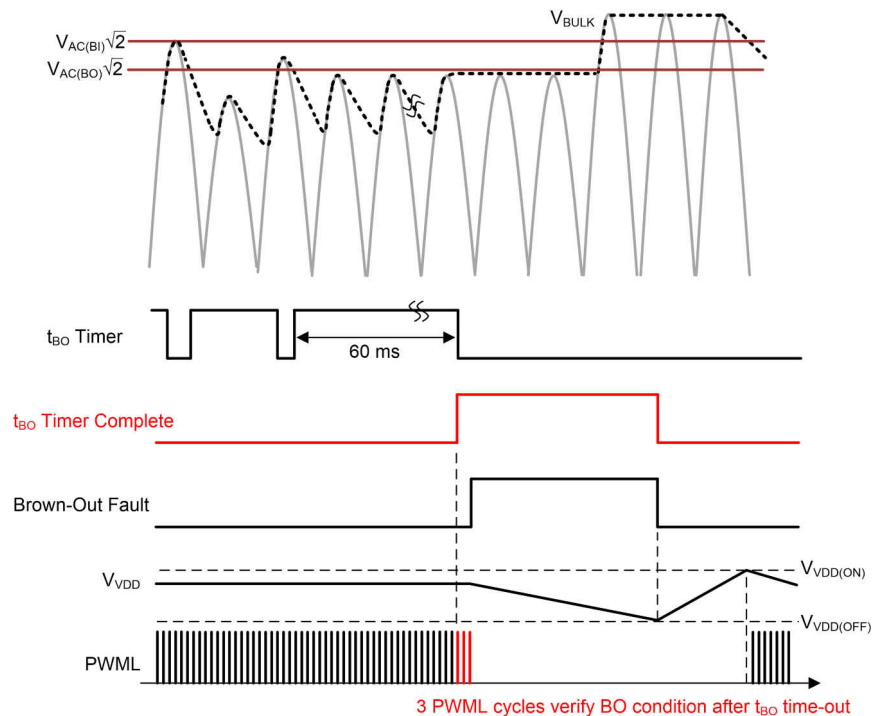 V_BULK
V_AC(BI)√2
V_AC(BO)√2
t_BO Timer
60 ms
t_BO Timer Complete
Brown-Out Fault
V_VDD
V_VDD(ON)
V_VDD(OFF)
PWML
3 PWML cycles verify BO condition after t_BO time-out